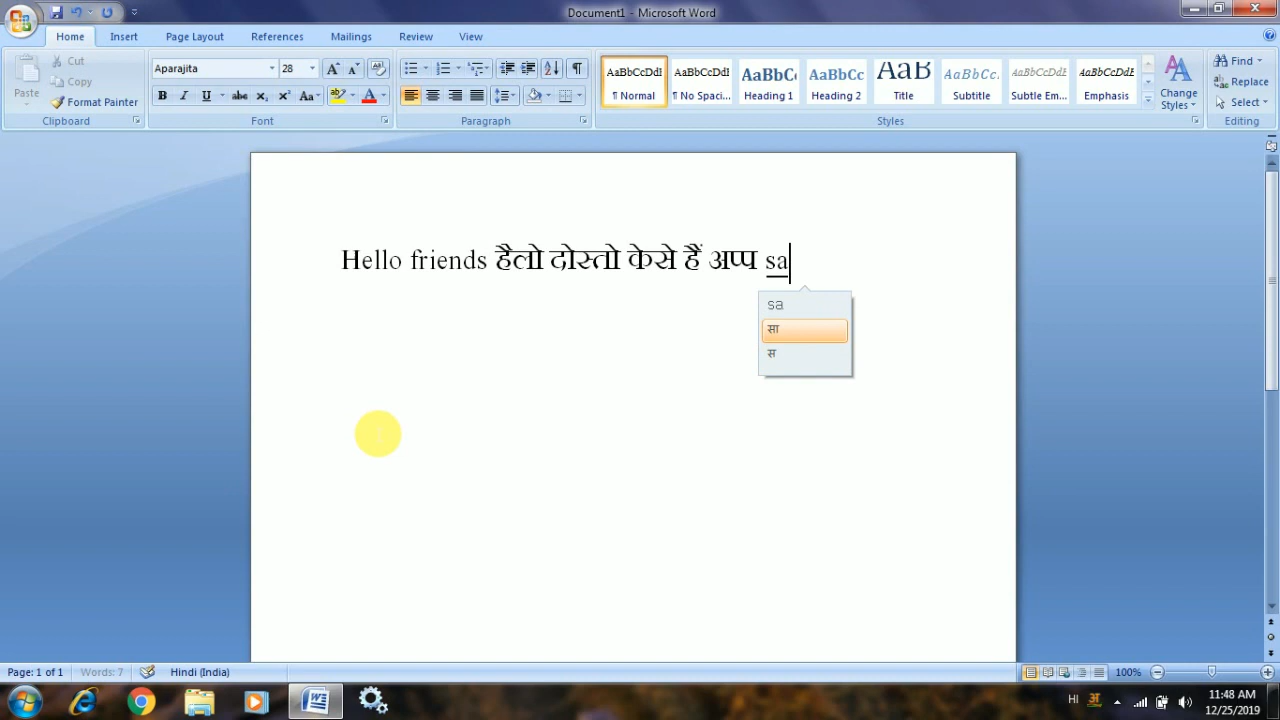 Document1 - Microsoft Word
Home Insert Page Layout References Mailings Review View
Paste
Cut
Copy
Format Painter
Clipboard
Aparajita 28
Font
Paragraph
AaBbCcDdI AaBbCcDdI AaBbCc AaBbCc AaB AaBbCc. AaBbCcDdI AaBbCcDdI
¶ Normal ¶ No Spaci... Heading 1 Heading 2 Title Subtitle Subtle Em... Emphasis
Change Styles
Styles
Find
Replace
Select
Editing
Hello friends हैलो दोस्तो केसे हैं अप्प sa
sa
सा
स
Page: 1 of 1 Words: 7 Hindi (India) 100%
HI अ 11:48 AM
12/25/2019